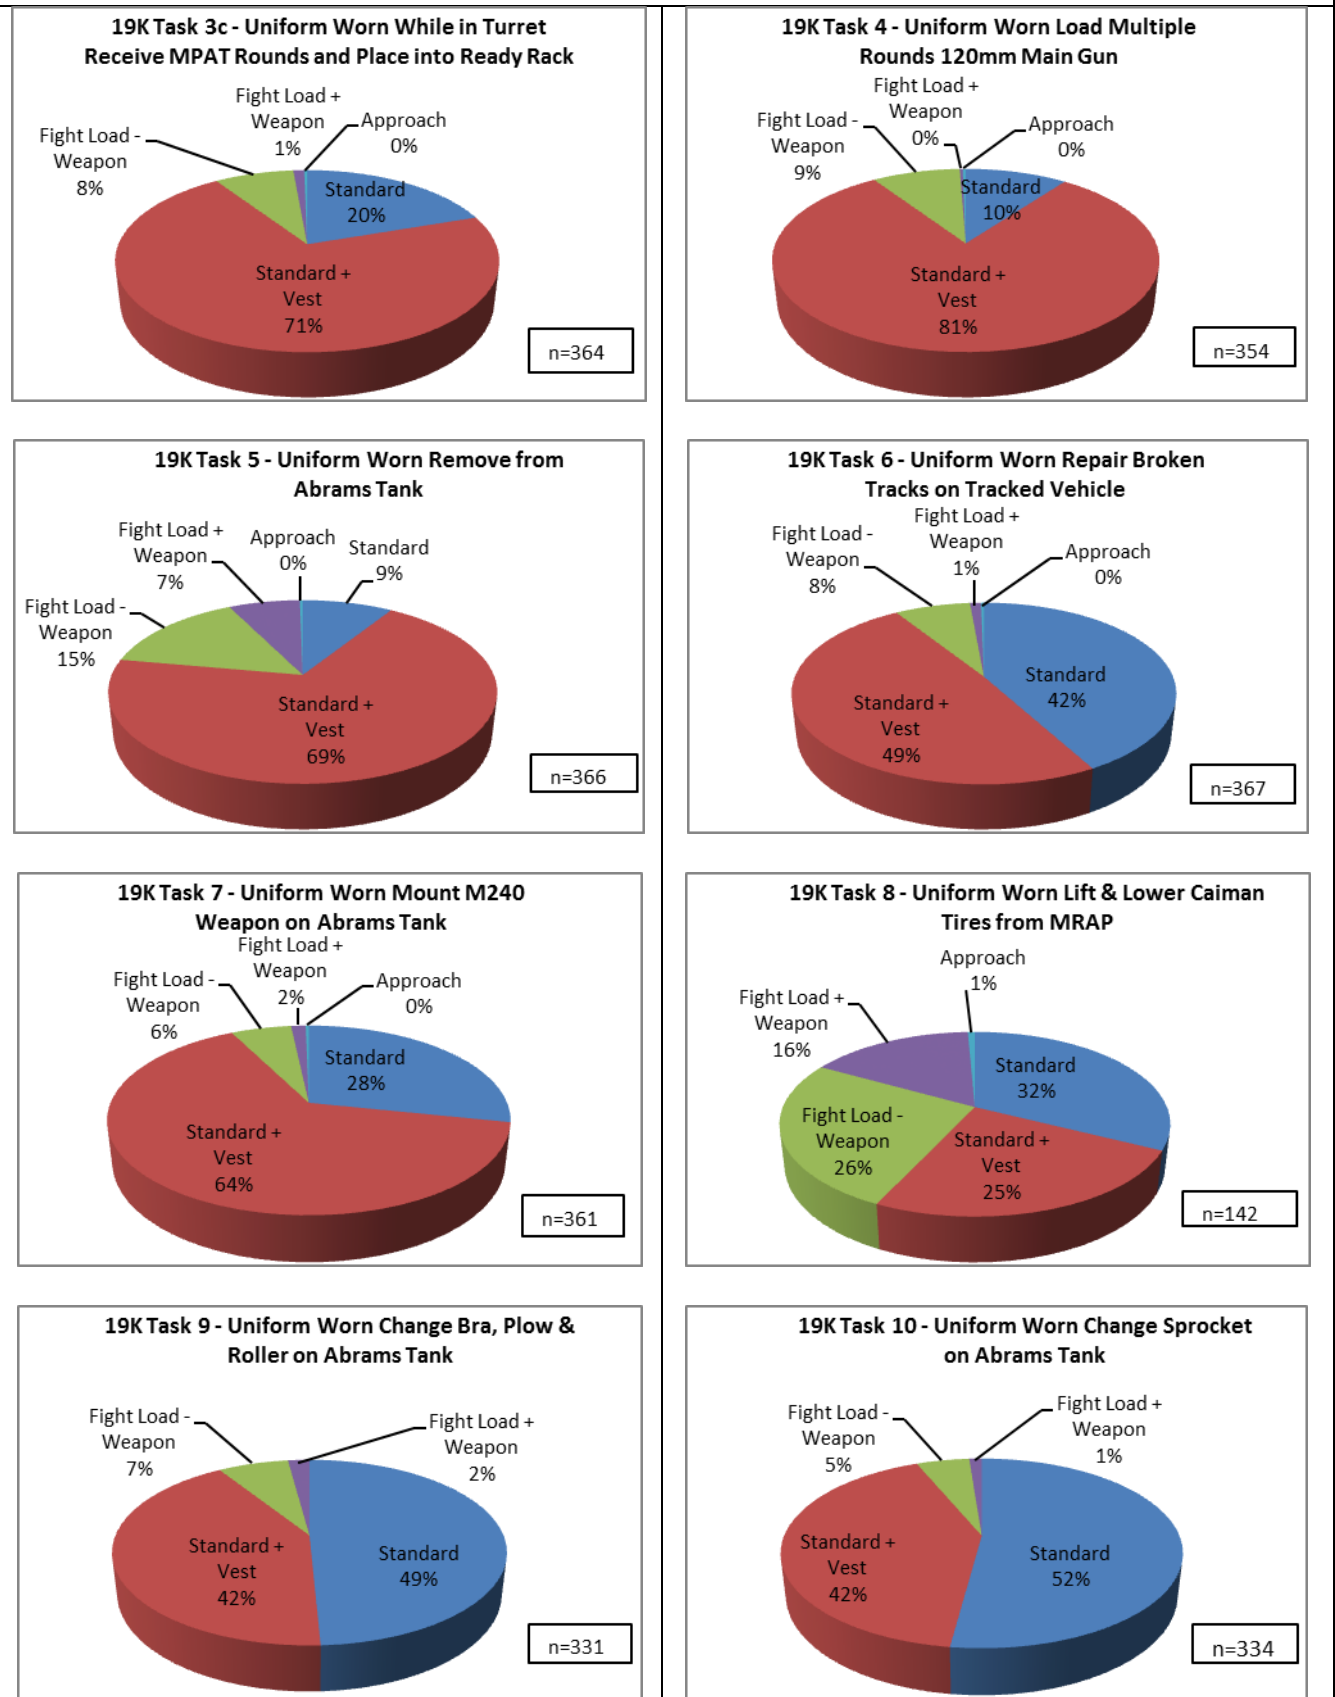 19K Task 3c - Uniform Worn While in Turret
Receive MPAT Rounds and Place into Ready Rack
Fight Load +
Weapon
1%
Approach
0%
Fight Load -
Weapon
8%
Standard
20%
Standard +
Vest
71%
n=364
19K Task 4 - Uniform Worn Load Multiple
Rounds 120mm Main Gun
Fight Load +
Weapon
0%
Approach
0%
Fight Load -
Weapon
9%
Standard
10%
Standard +
Vest
81%
n=354
19K Task 5 - Uniform Worn Remove from
Abrams Tank
Fight Load +
Weapon
7%
Approach
0%
Standard
9%
Fight Load -
Weapon
15%
Standard +
Vest
69%
n=366
19K Task 6 - Uniform Worn Repair Broken
Tracks on Tracked Vehicle
Fight Load +
Weapon
1%
Fight Load -
Weapon
8%
Approach
0%
Standard
42%
Standard +
Vest
49%
n=367
19K Task 7 - Uniform Worn Mount M240
Weapon on Abrams Tank
Fight Load +
Weapon
2%
Fight Load -
Weapon
6%
Approach
0%
Standard
28%
Standard +
Vest
64%
n=361
19K Task 8 - Uniform Worn Lift & Lower Caiman
Tires from MRAP
Approach
1%
Fight Load +
Weapon
16%
Standard
32%
Fight Load -
Weapon
26%
Standard +
Vest
25%
n=142
19K Task 9 - Uniform Worn Change Bra, Plow &
Roller on Abrams Tank
Fight Load -
Weapon
7%
Fight Load +
Weapon
2%
Standard +
Vest
42%
Standard
49%
n=331
19K Task 10 - Uniform Worn Change Sprocket
on Abrams Tank
Fight Load -
Weapon
5%
Fight Load +
Weapon
1%
Standard +
Vest
42%
Standard
52%
n=334